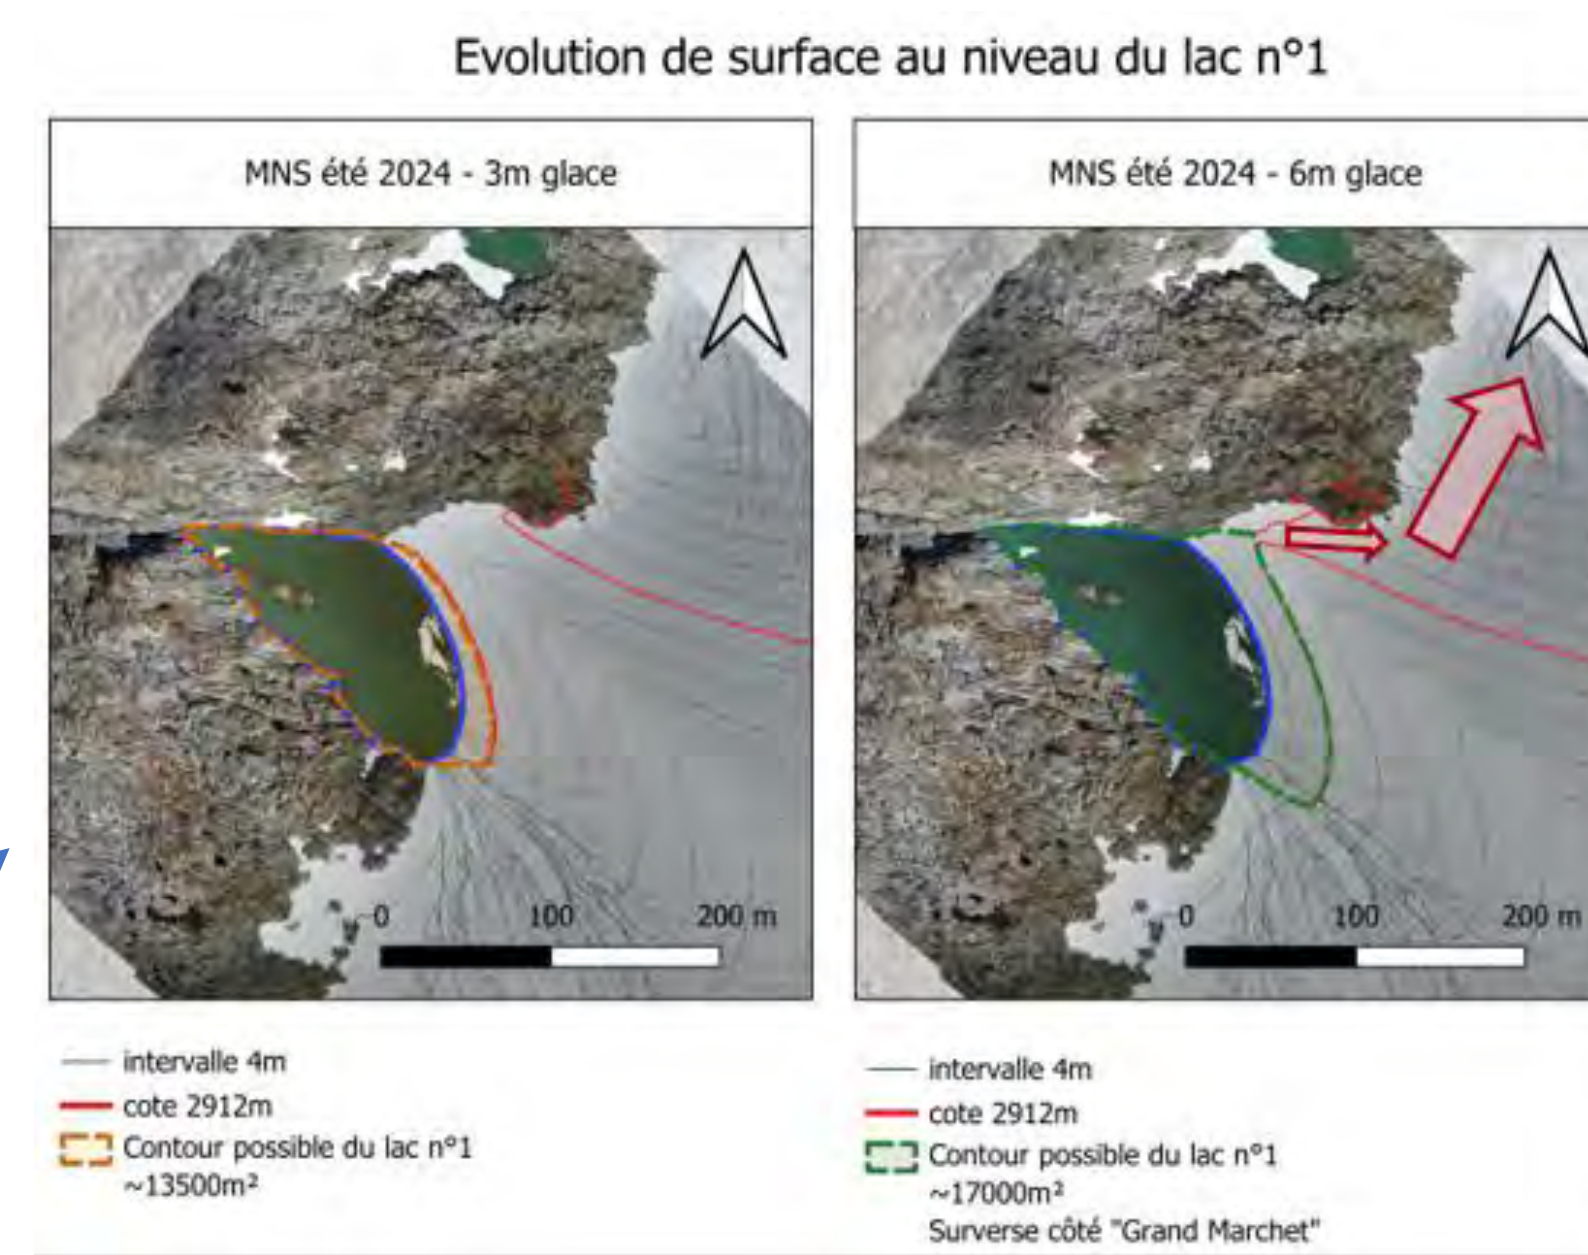 Evolution de surface au niveau du lac n°1
MNS été 2024 - 3m glace
MNS été 2024 - 6m glace
0 100 200 m
0 100 200 m
intervalle 4m
cote 2912m
Contour possible du lac n°1
~13500m²
intervalle 4m
cote 2912m
Contour possible du lac n°1
~17000m²
Surverse côté "Grand Marchet"